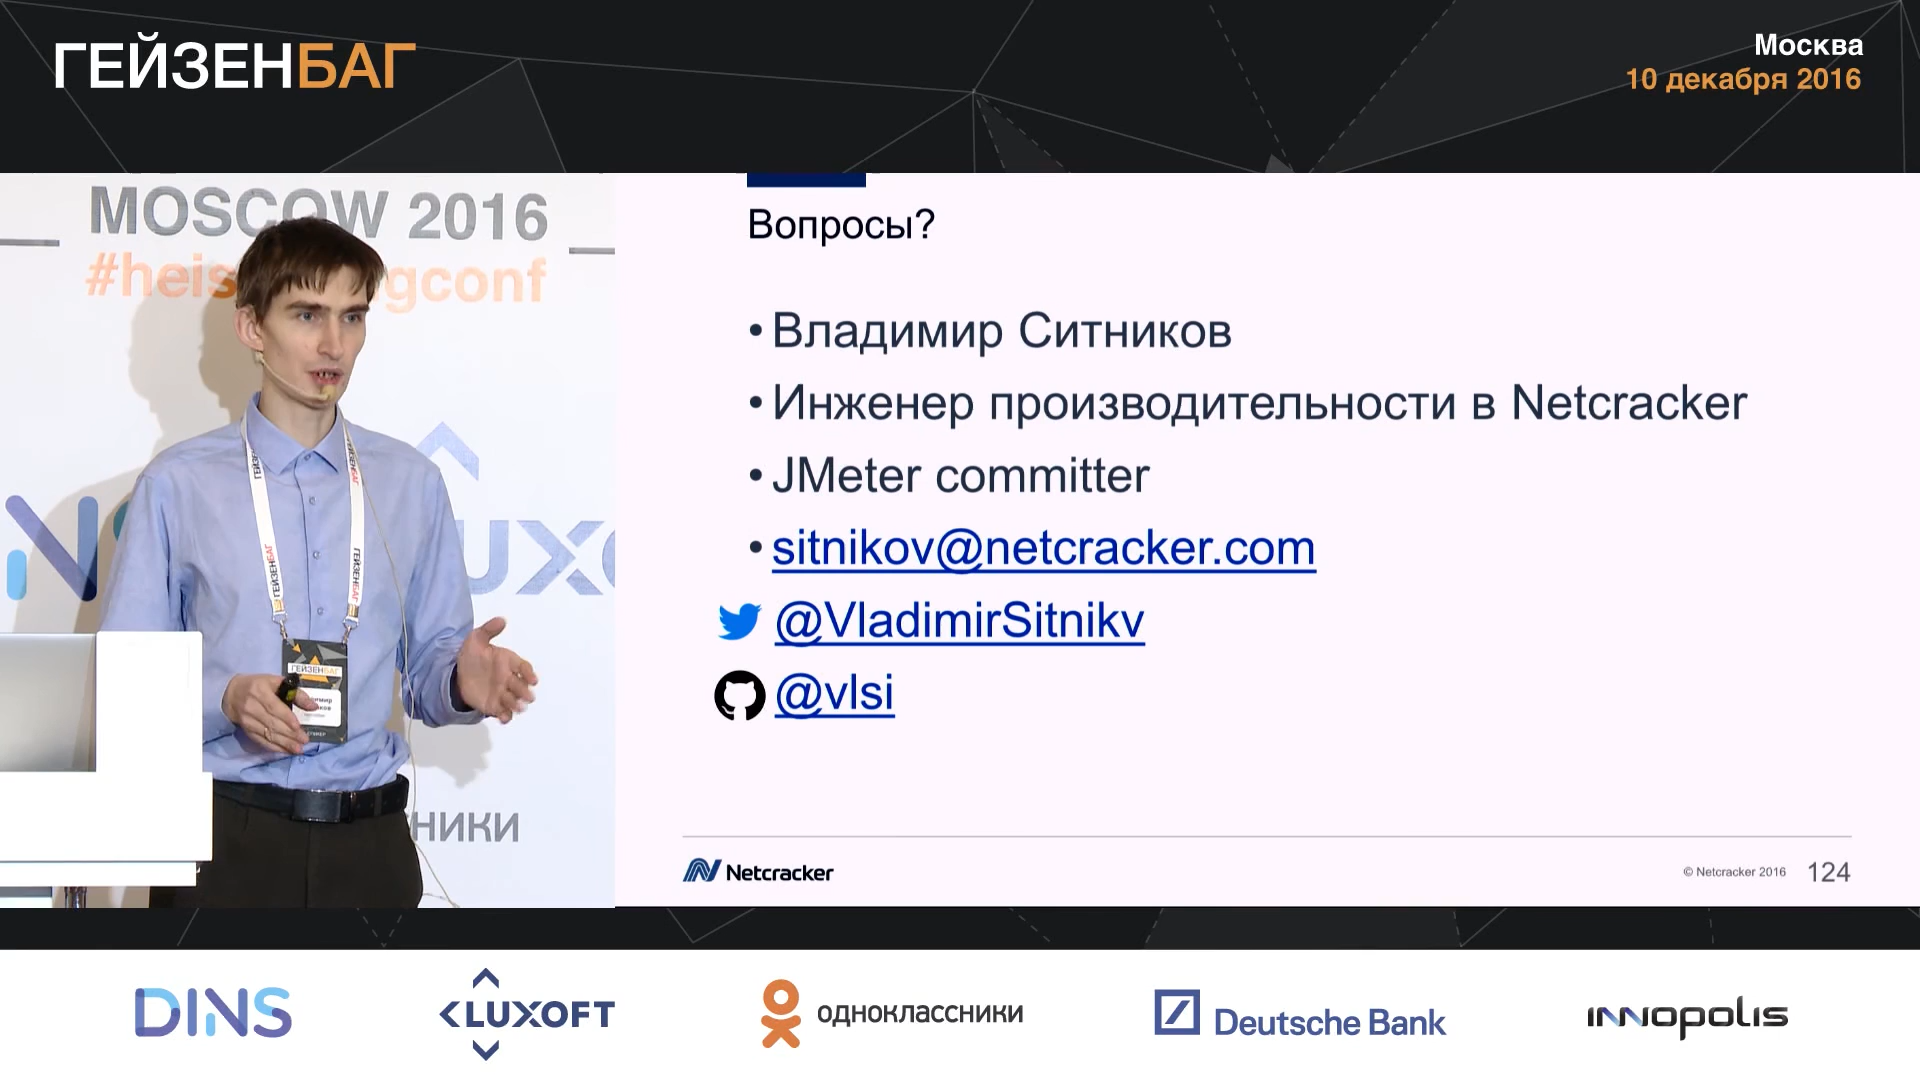 ГЕЙЗЕНБАГ
Москва
10 декабря 2016
MOSCOW 2016
Вопросы?
• Владимир Ситников
• Инженер производительности в Netcracker
• JMeter committer
• sitnikov@netcracker.com
@VladimirSitnikv
@vlsi
Netcracker
© Netcracker 2016
124
ГЕЙЗЕНБАГ
DINS
LUXOFT
одноклассники
Deutsche Bank
INNOPOLIS